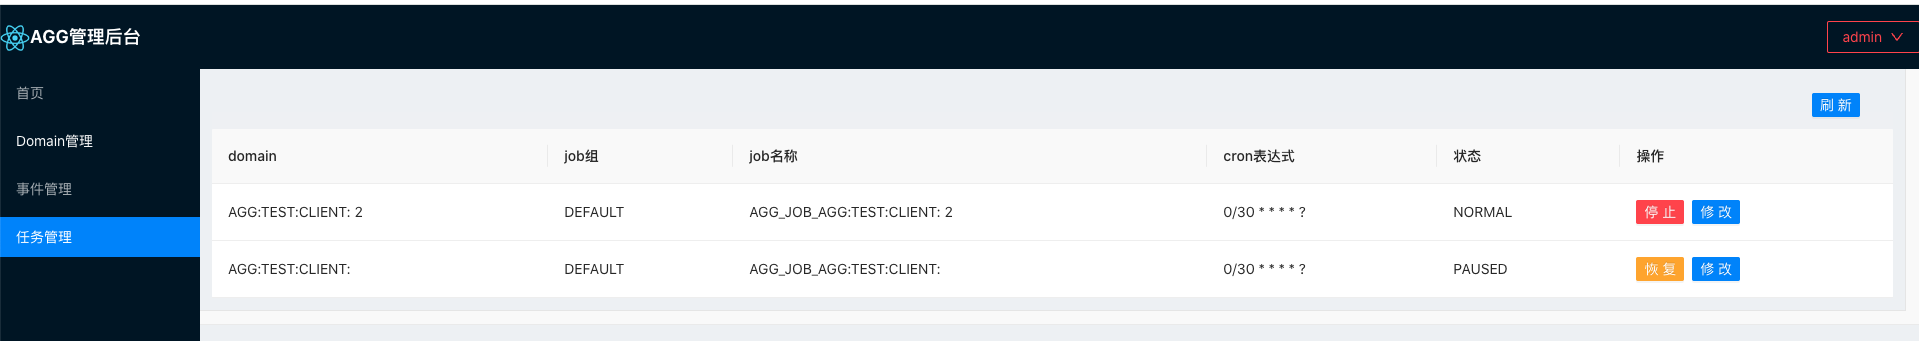 AGG管理后台
admin
首页
Domain管理
事件管理
任务管理
刷 新
domain job组 job名称 cron表达式 状态 操作
AGG:TEST:CLIENT: 2 DEFAULT AGG_JOB_AGG:TEST:CLIENT: 2 0/30 * * * * ? NORMAL 停 止 修 改
AGG:TEST:CLIENT: DEFAULT AGG_JOB_AGG:TEST:CLIENT: 0/30 * * * * ? PAUSED 恢 复 修 改